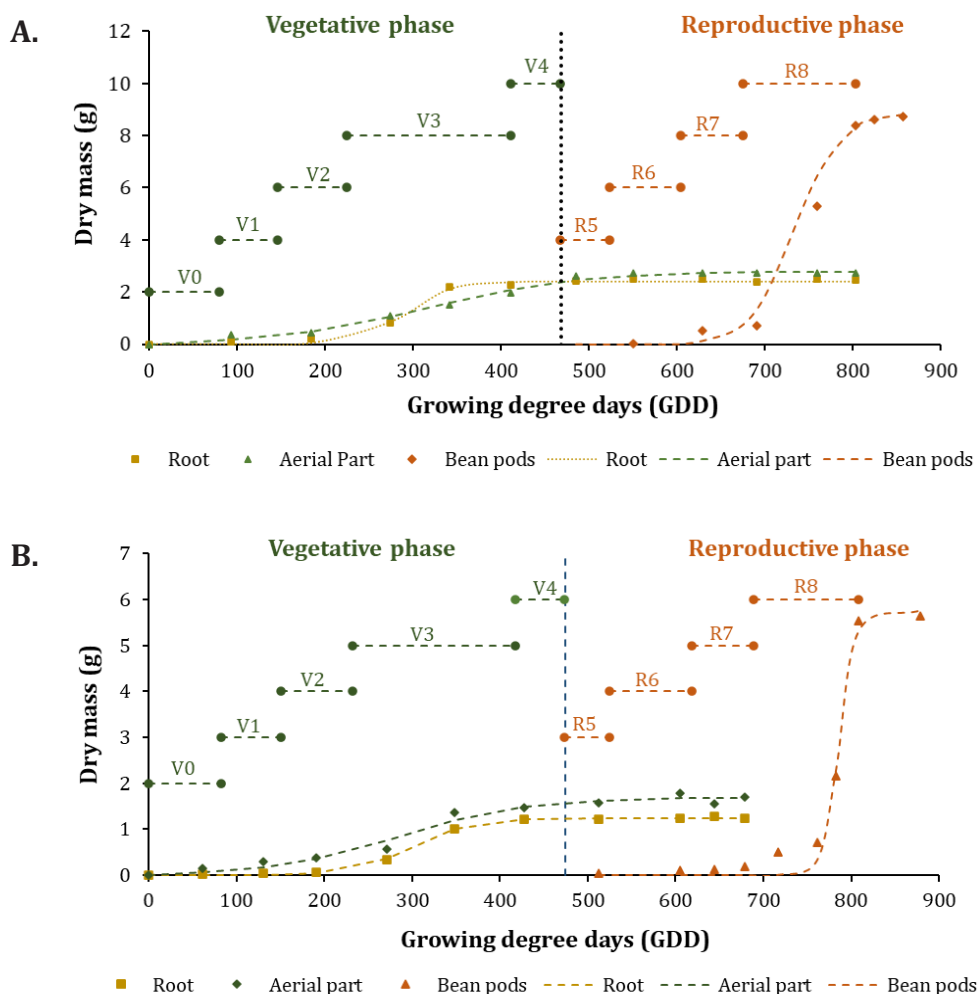 A.
Vegetative phase Reproductive phase
12
10
8
6
4
2
0
Dry mass (g)
V0
V1
V2
V3
V4
R5
R6
R7
R8
0 100 200 300 400 500 600 700 800 900
Growing degree days (GDD)
Root Aerial Part Bean pods Root Aerial part Bean pods
B.
Vegetative phase Reproductive phase
7
6
5
4
3
2
1
0
Dry mass (g)
V0
V1
V2
V3
V4
R5
R6
R7
R8
0 100 200 300 400 500 600 700 800 900
Growing degree days (GDD)
Root Aerial part Bean pods Root Aerial part Bean pods